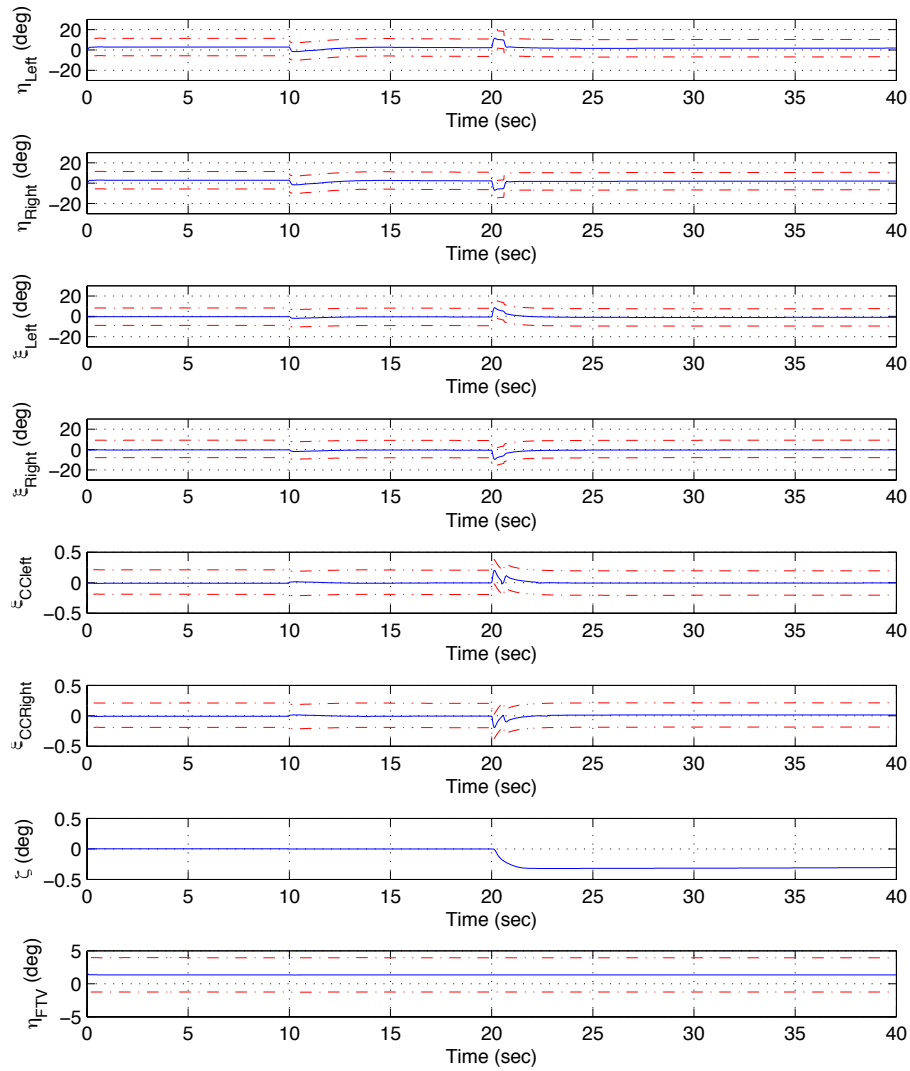 η_Left (deg)
20
0
−20
0 5 10 15 20 25 30 35 40
Time (sec)
η_Right (deg)
20
0
−20
0 5 10 15 20 25 30 35 40
Time (sec)
ξ_Left (deg)
20
0
−20
0 5 10 15 20 25 30 35 40
Time (sec)
ξ_Right (deg)
20
0
−20
0 5 10 15 20 25 30 35 40
Time (sec)
ξ_CCleft
0.5
0
−0.5
0 5 10 15 20 25 30 35 40
Time (sec)
ξ_CCRight
0.5
0
−0.5
0 5 10 15 20 25 30 35 40
Time (sec)
ζ (deg)
0.5
0
−0.5
0 5 10 15 20 25 30 35 40
Time (sec)
η_FTV (deg)
5
0
−5
0 5 10 15 20 25 30 35 40
Time (sec)